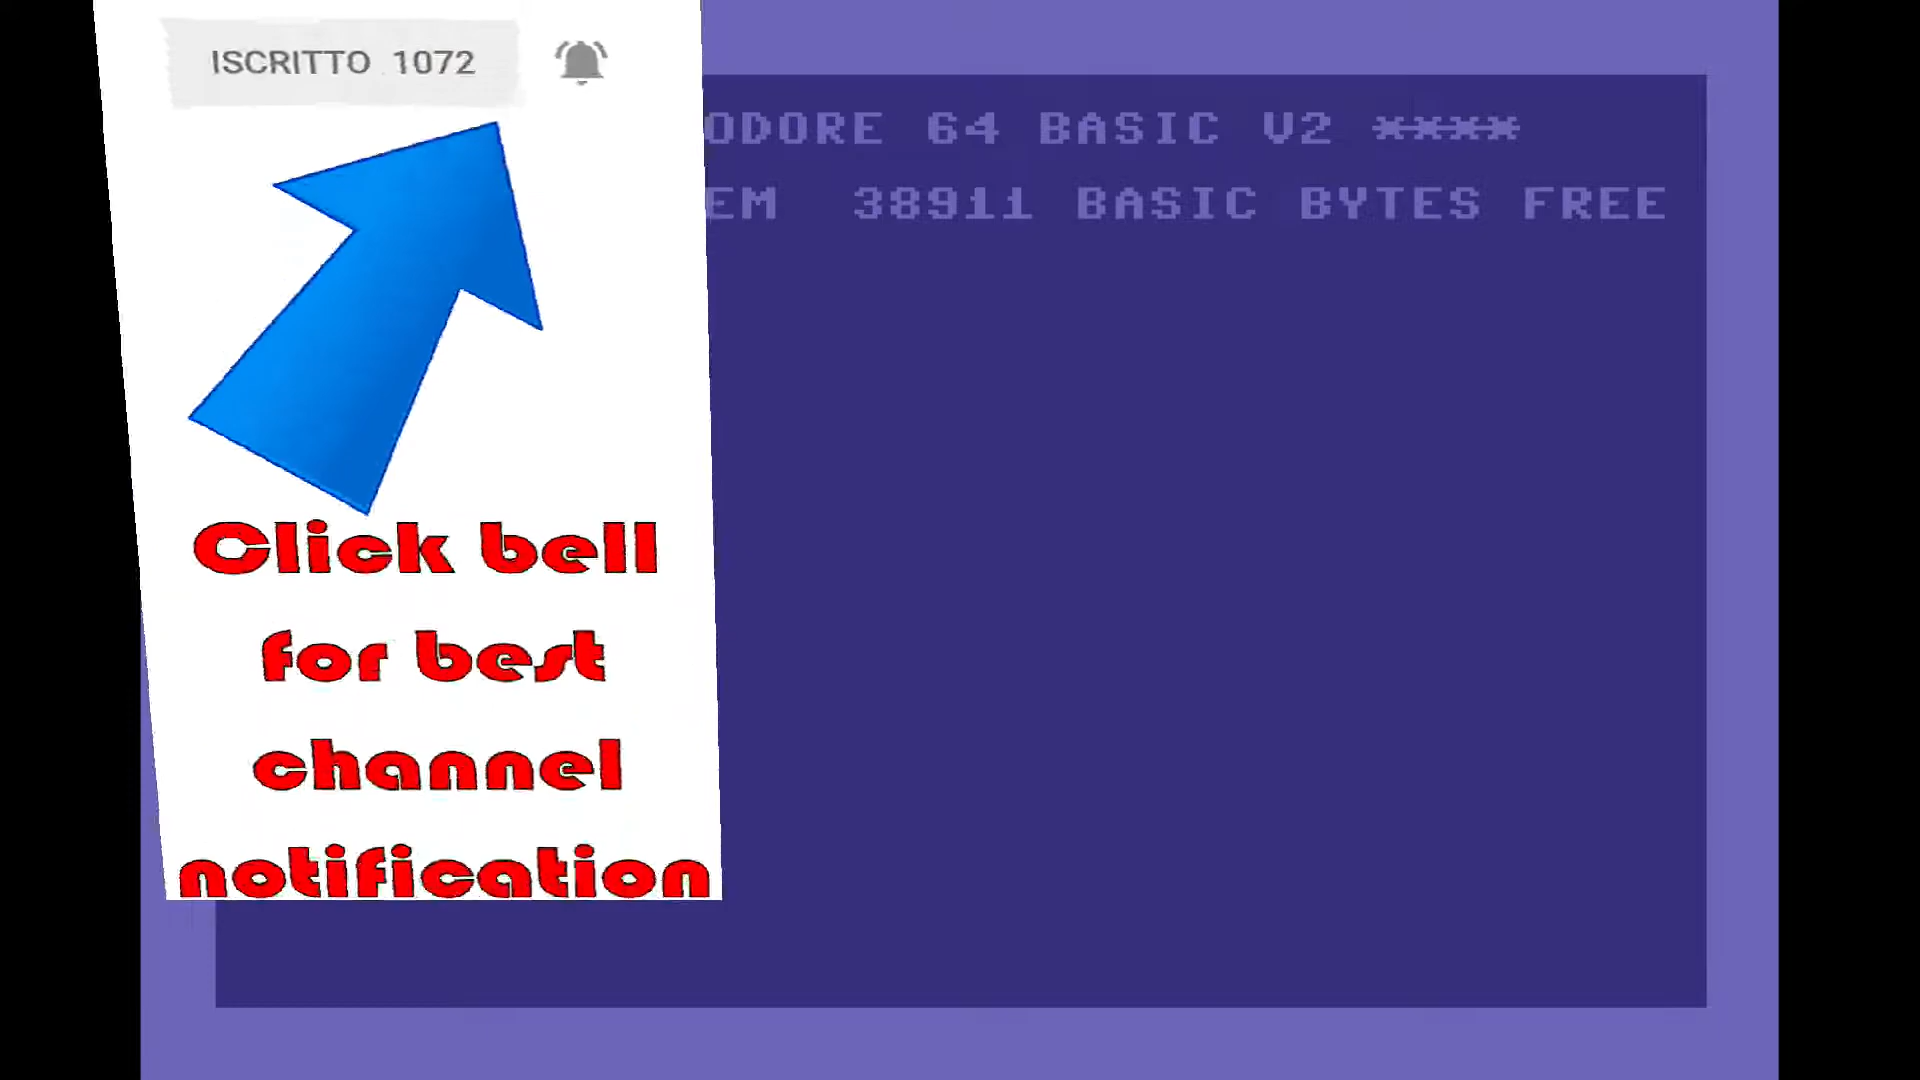 ISCRITTO 1072
ODORE 64 BASIC V2 ****
EM 38911 BASIC BYTES FREE
Click bell
for best
channel
notification